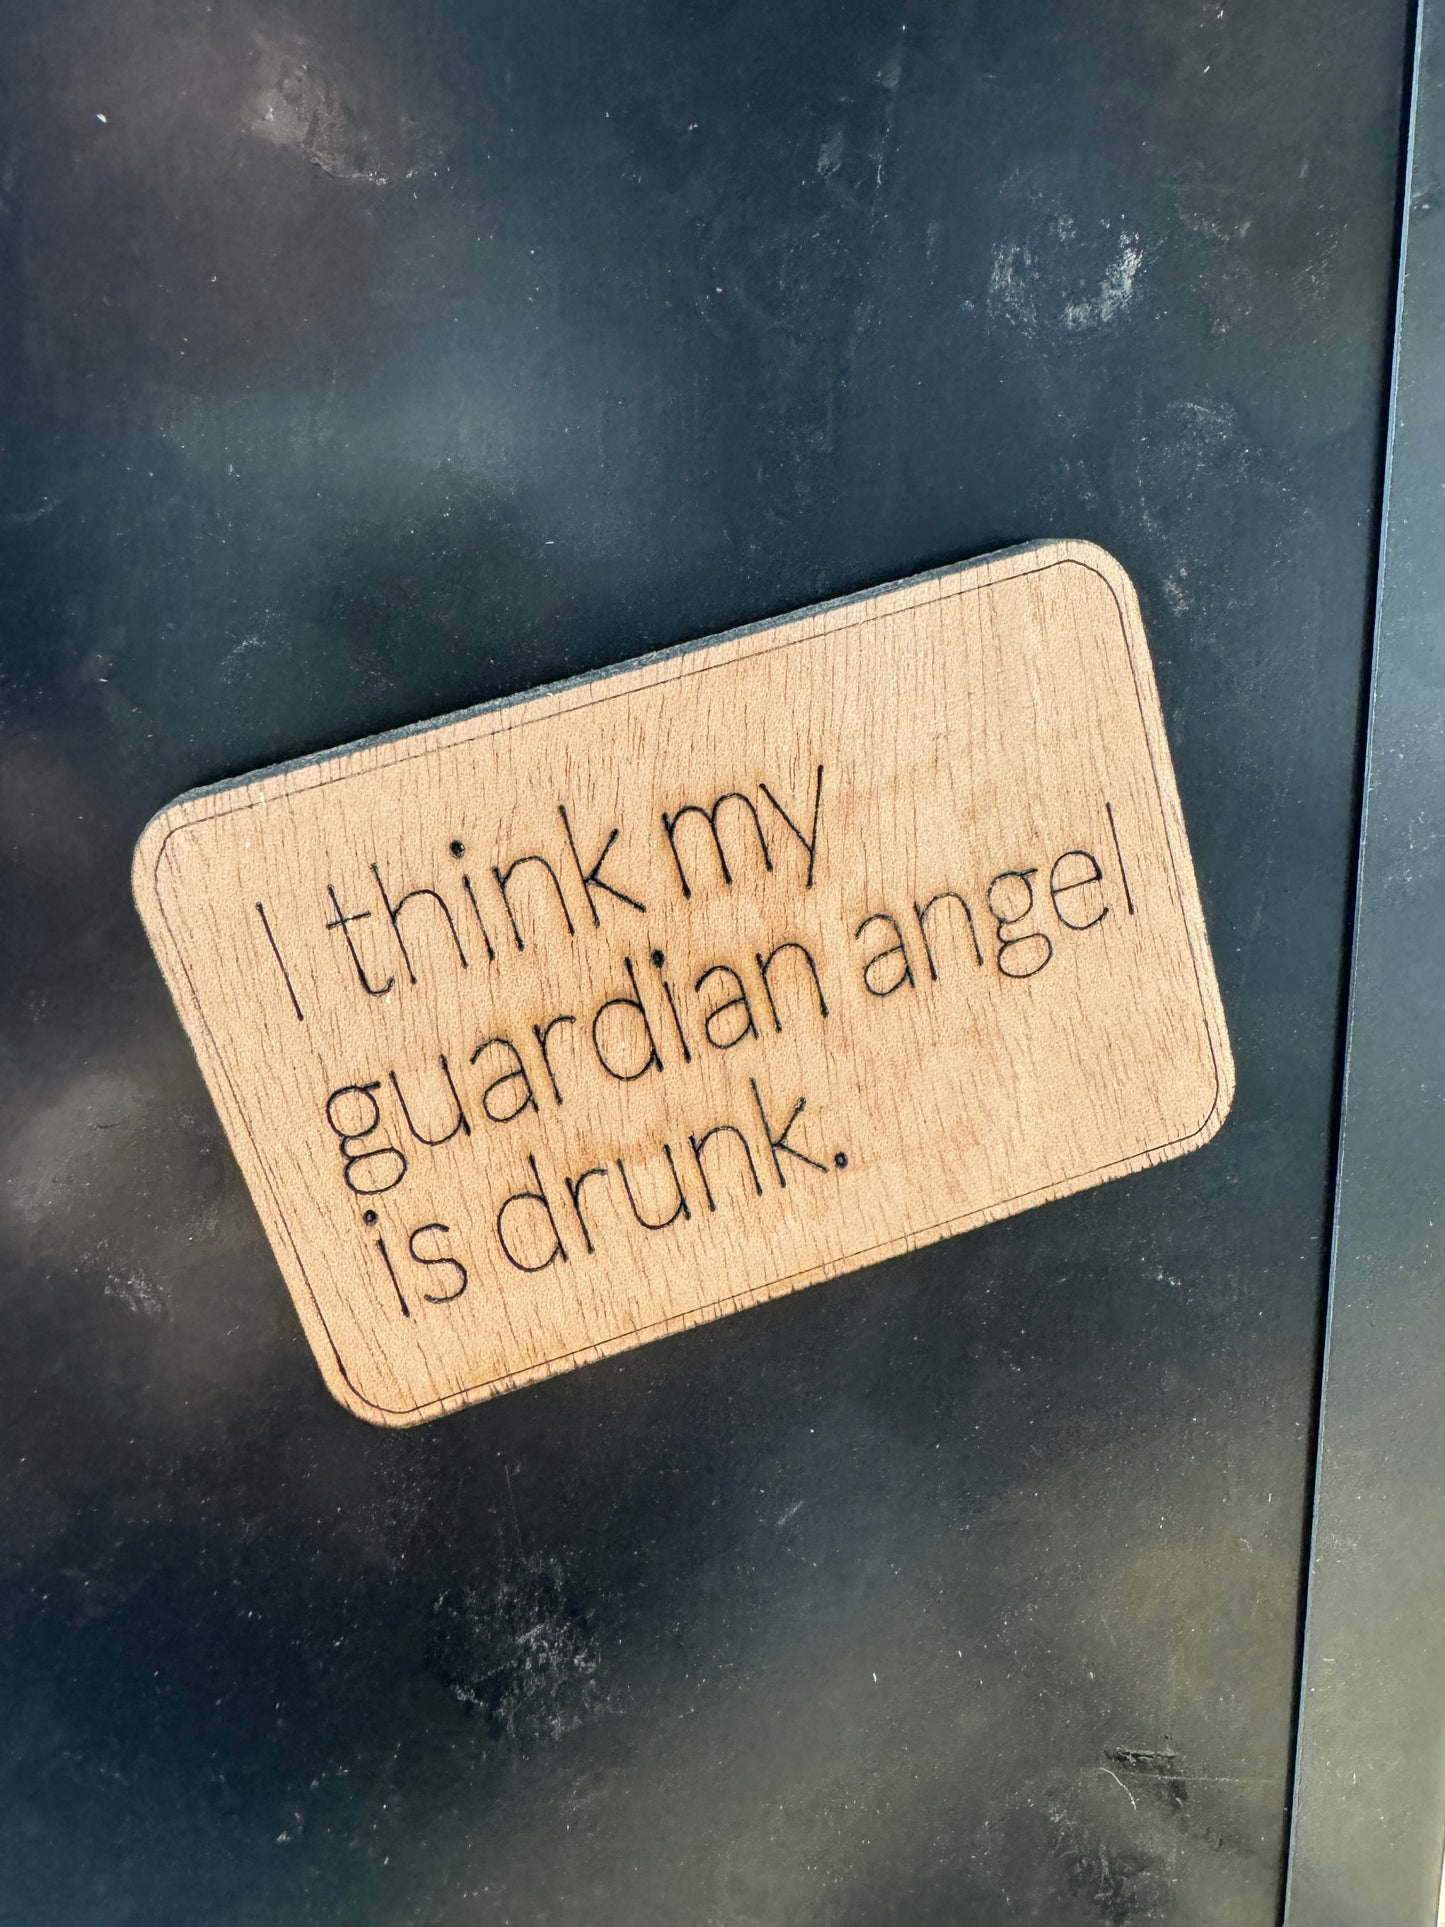 I think my
guardian angel
is drunk.